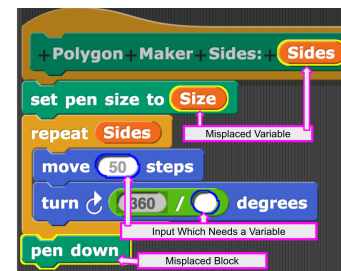 +Polygon+Maker+Sides:+ Sides
set pen size to Size
repeat Sides
Misplaced Variable
move 50 steps
turn 360 / degrees
Input Which Needs a Variable
pen down
Misplaced Block